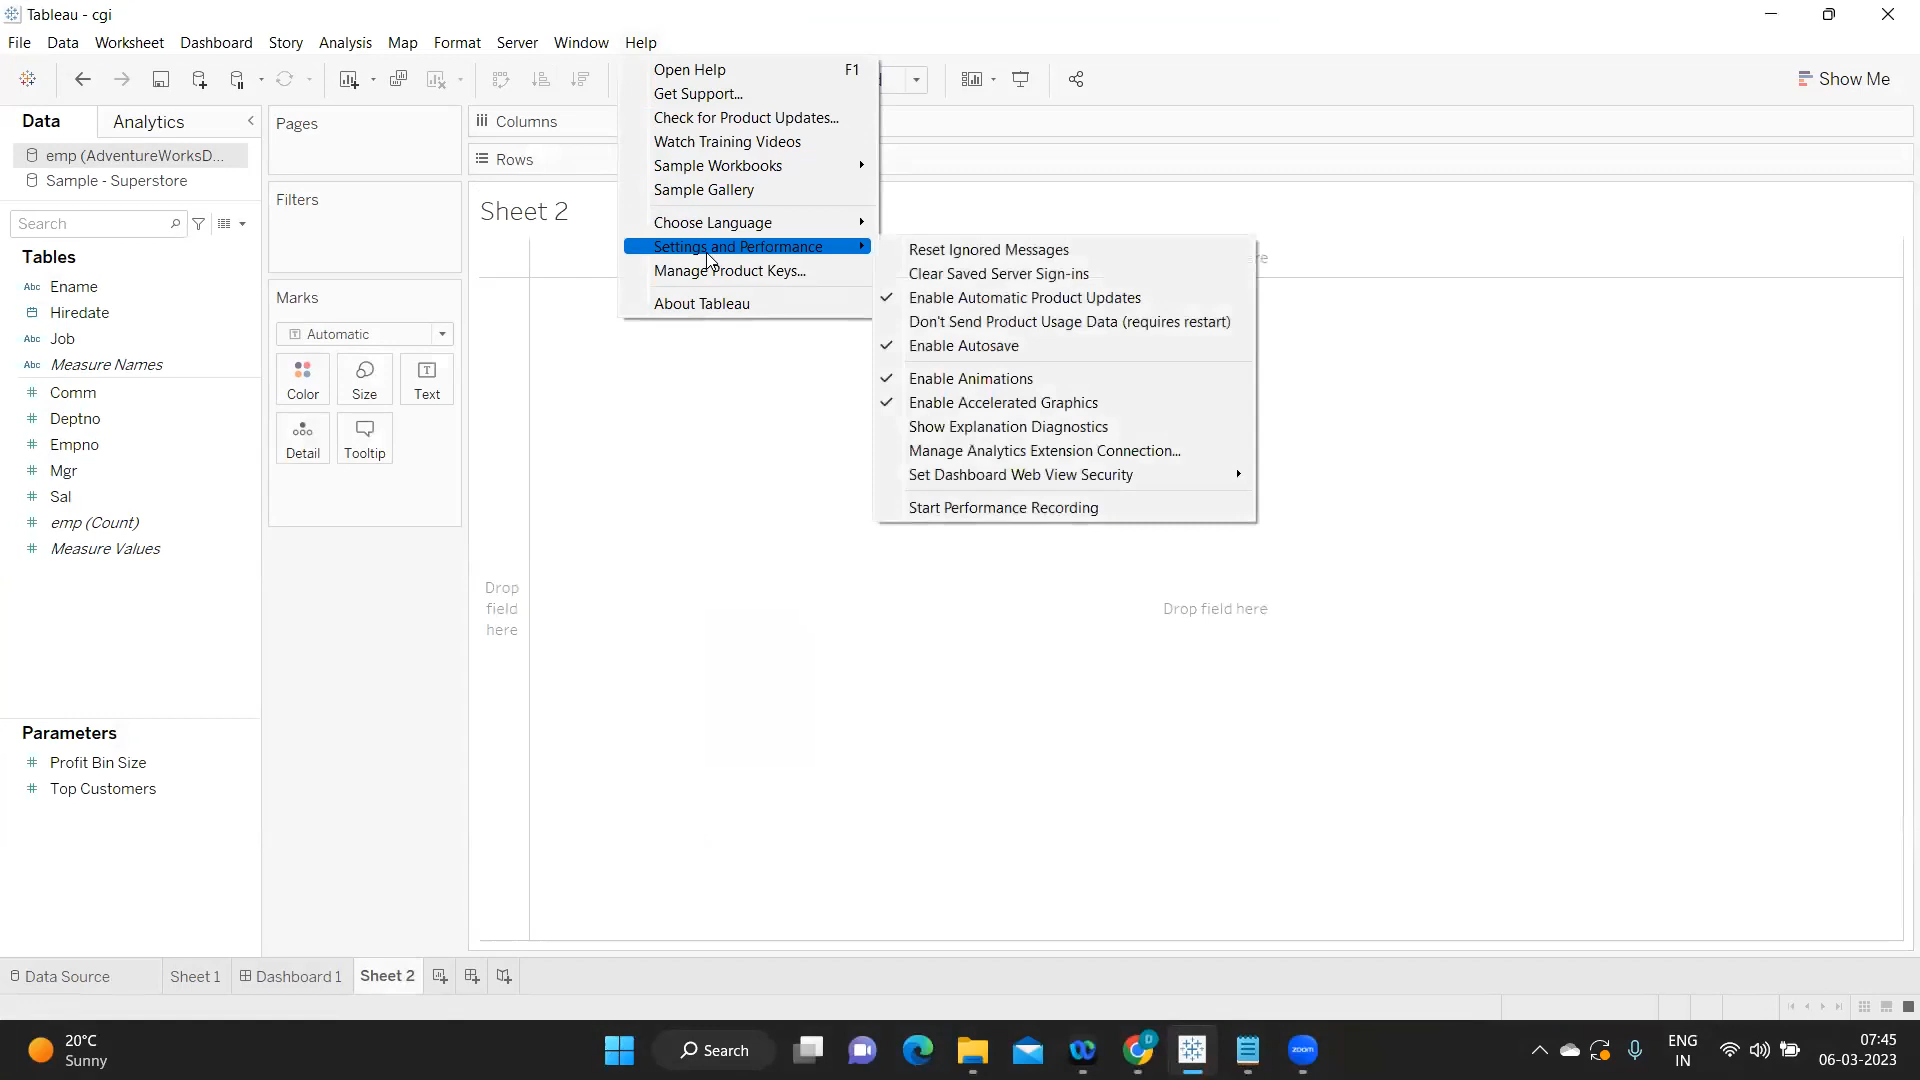 Tableau - cgi
File Data Worksheet Dashboard Story Analysis Map Format Server Window Help
Show Me
Data Analytics
emp (AdventureWorksD...
Sample - Superstore
Search
Tables
Abc Ename
Hiredate
Abc Job
Abc Measure Names
# Comm
# Deptno
# Empno
# Mgr
# Sal
# emp (Count)
# Measure Values
Parameters
# Profit Bin Size
# Top Customers
Pages
Filters
Marks
Automatic
Color Size Text
Detail Tooltip
Columns
Rows
Sheet 2
Drop
field
here
Drop field here
Open Help F1
Get Support...
Check for Product Updates...
Watch Training Videos
Sample Workbooks
Sample Gallery
Choose Language
Settings and Performance
Manage Product Keys...
About Tableau
Reset Ignored Messages
Clear Saved Server Sign-ins
Enable Automatic Product Updates
Don't Send Product Usage Data (requires restart)
Enable Autosave
Enable Animations
Enable Accelerated Graphics
Show Explanation Diagnostics
Manage Analytics Extension Connection...
Set Dashboard Web View Security
Start Performance Recording
Data Source Sheet 1 Dashboard 1 Sheet 2
20°C
Sunny
Search
zoom
D
ENG
IN
07:45
06-03-2023